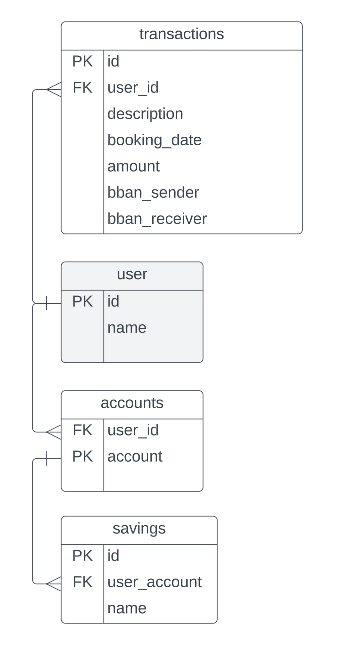 transactions
PK id
FK user_id
description
booking_date
amount
bban_sender
bban_receiver
user
PK id
name
accounts
FK user_id
PK account
savings
PK id
FK user_account
name